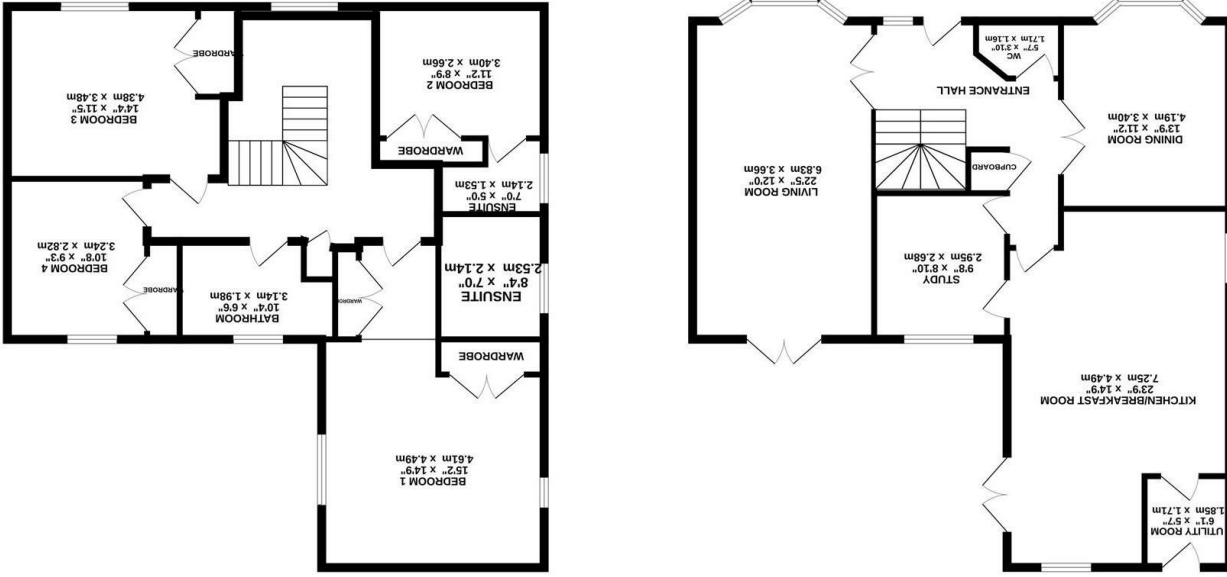 UTILITY ROOM
6'1" x 5'7"
1.85m x 1.71m
KITCHEN/BREAKFAST ROOM
23'9" x 14'9"
7.25m x 4.49m
STUDY
9'8" x 8'10"
2.95m x 2.68m
LIVING ROOM
22'5" x 12'0"
6.83m x 3.66m
CUPBOARD
DINING ROOM
13'9" x 11'2"
4.19m x 3.40m
ENTRANCE HALL
WC
5'7" x 3'10"
1.71m x 1.16m
BEDROOM 1
15'2" x 14'9"
4.61m x 4.49m
WARDROBE
ENSUITE
8'4" x 7'0"
2.53m x 2.14m
WARDROBE
BATHROOM
10'4" x 6'6"
3.14m x 1.98m
WARDROBE
BEDROOM 4
10'8" x 9'3"
3.24m x 2.82m
ENSUITE
7'0" x 5'0"
2.14m x 1.53m
WARDROBE
BEDROOM 2
11'2" x 8'9"
3.40m x 2.66m
BEDROOM 3
14'4" x 11'5"
4.38m x 3.48m
WARDROBE